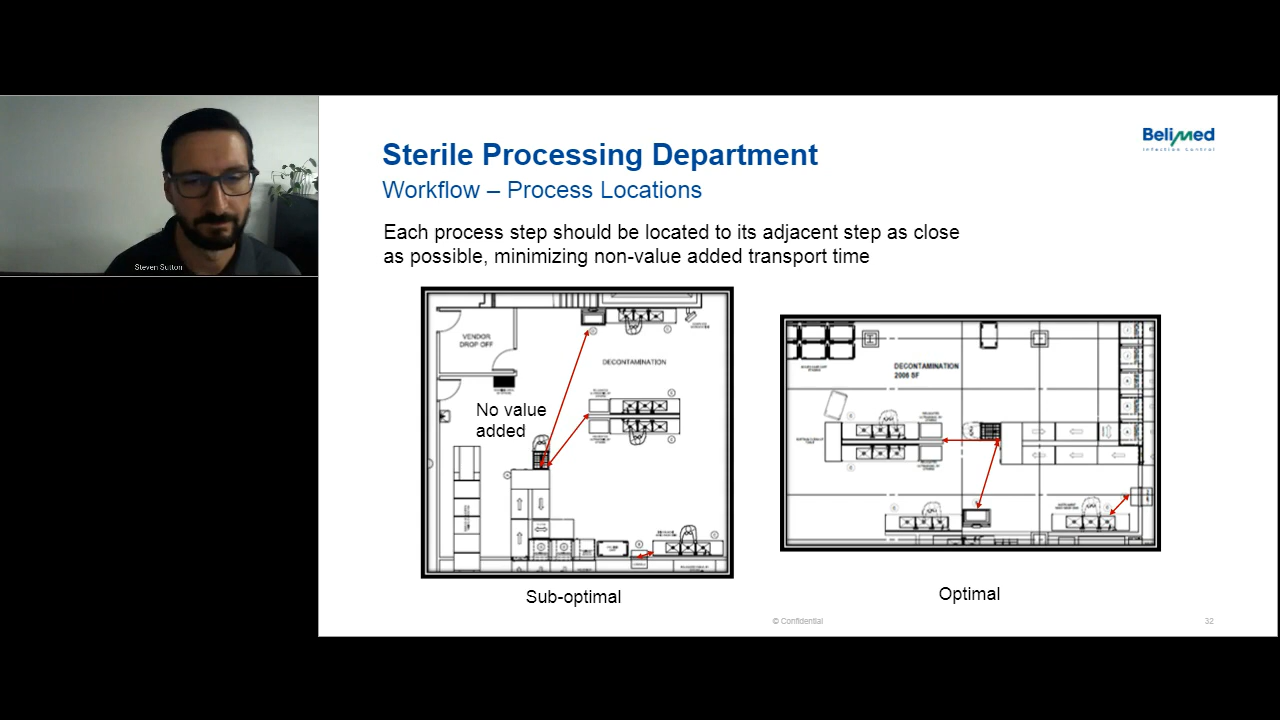 Steven Sutton
Belimed
Infection Control
Sterile Processing Department
Workflow – Process Locations
Each process step should be located to its adjacent step as close
as possible, minimizing non-value added transport time
VENDOR
DROP OFF
DECONTAMINATION
No value
added
Sub-optimal
DECONTAMINATION
2006 SF
Optimal
© Confidential
32